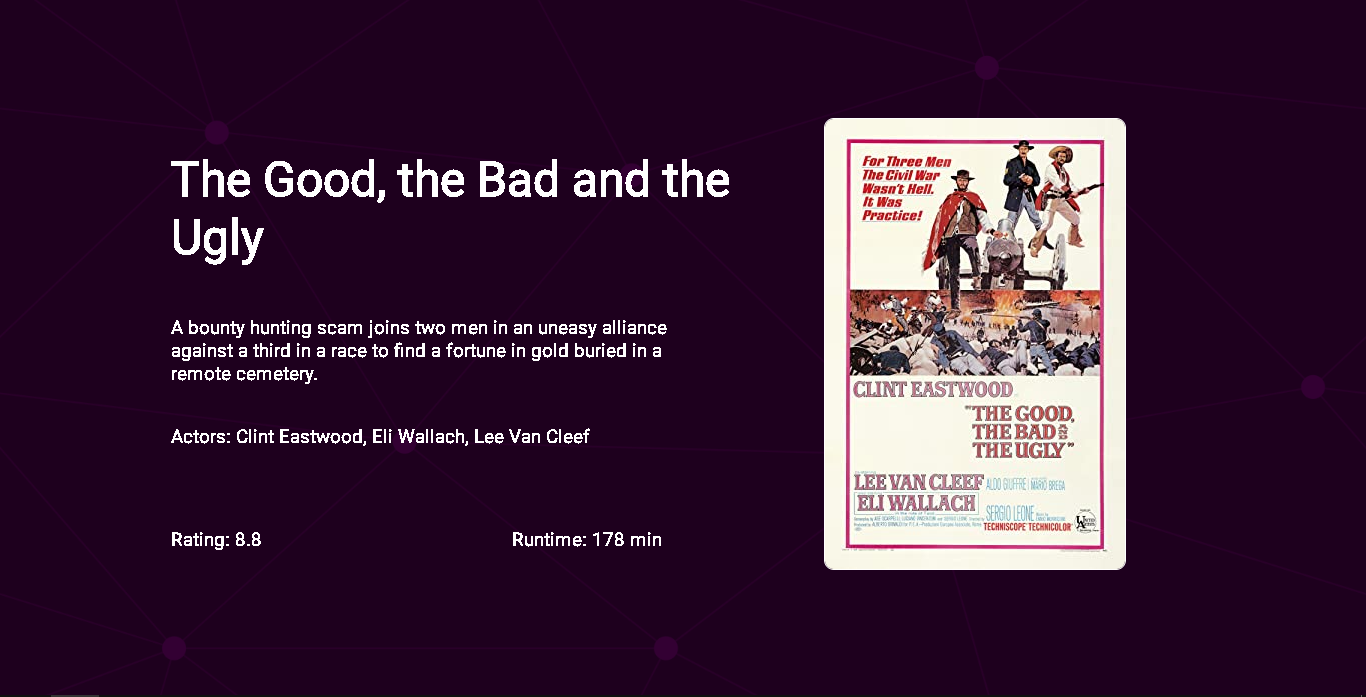 The Good, the Bad and the
Ugly
A bounty hunting scam joins two men in an uneasy alliance
against a third in a race to find a fortune in gold buried in a
remote cemetery.
Actors: Clint Eastwood, Eli Wallach, Lee Van Cleef
Rating: 8.8
Runtime: 178 min
For Three Men
The Civil War
Wasn't Hell.
It Was
Practice!
CLINT EASTWOOD
"THE GOOD,
THE BAD AND
THE UGLY"
LEE VAN CLEEF
ALDO GIUFFRE
MARIO BREGA
ELI WALLACH
SERGIO LEONE
TECHNISCOPE TECHNICOLOR
UNITED
ARTISTS